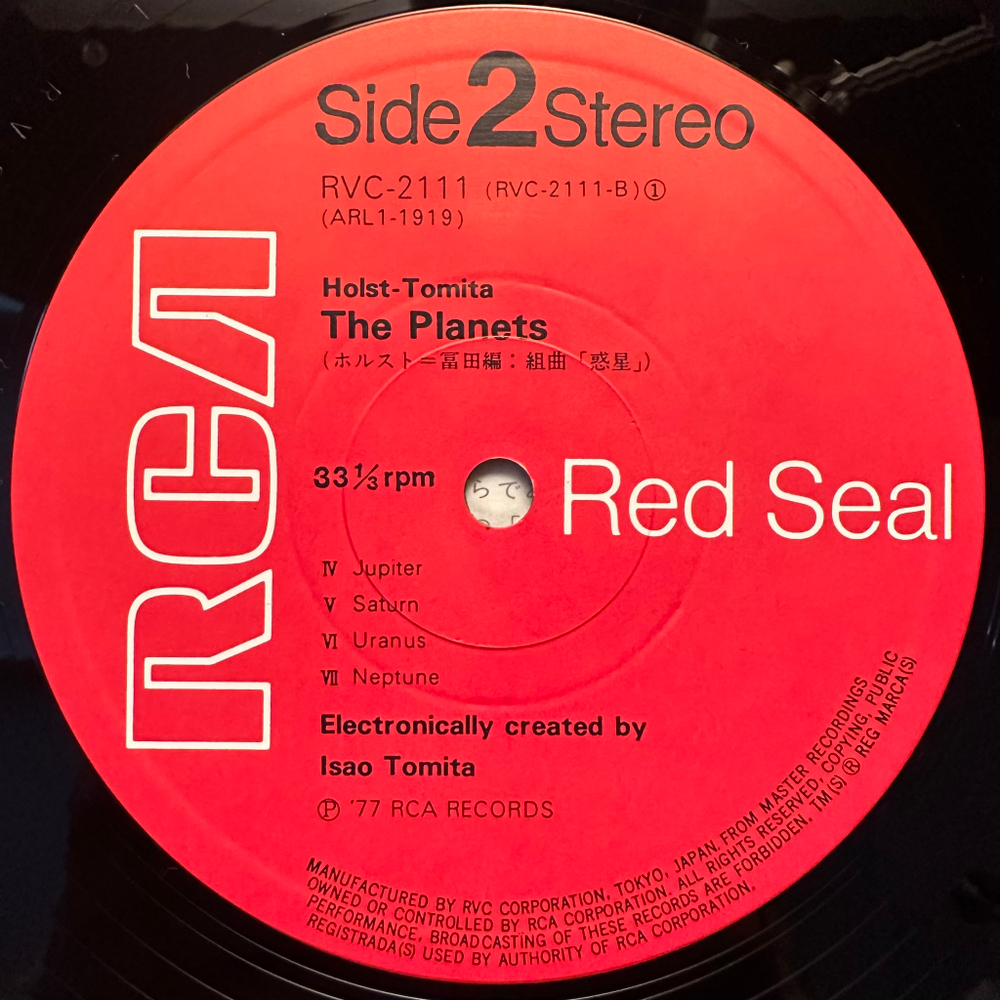 Side 2 Stereo
RVC-2111 (RVC-2111-B)①
(ARL1-1919)
Holst-Tomita
The Planets
(ホルスト=冨田編:組曲「惑星」)
33⅓rpm
らで
RCA
Red Seal
Ⅳ Jupiter
Ⅴ Saturn
Ⅵ Uranus
Ⅶ Neptune
Electronically created by
Isao Tomita
℗ '77 RCA RECORDS
MANUFACTURED BY RVC CORPORATION, TOKYO, JAPAN. FROM MASTER RECORDINGS
OWNED OR CONTROLLED BY RCA CORPORATION. ALL RIGHTS RESERVED, COPYING, PUBLIC
PERFORMANCE, BROADCASTING OF THESE RECORDS ARE FORBIDDEN. TM(S) ® REG MARCA(S)
REGISTRADA(S) USED BY AUTHORITY OF RCA CORPORATION.